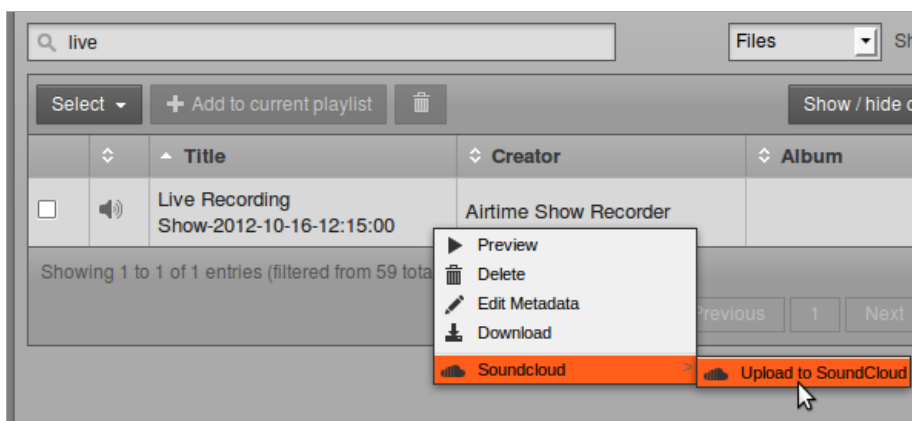 live
Files
Select
Add to current playlist
Show / hide
Title
Creator
Album
Live Recording
Show-2012-10-16-12:15:00
Airtime Show Recorder
Showing 1 to 1 of 1 entries (filtered from 59
Preview
Delete
Edit Metadata
Download
Previous
1
Next
Soundcloud >
Upload to SoundCloud